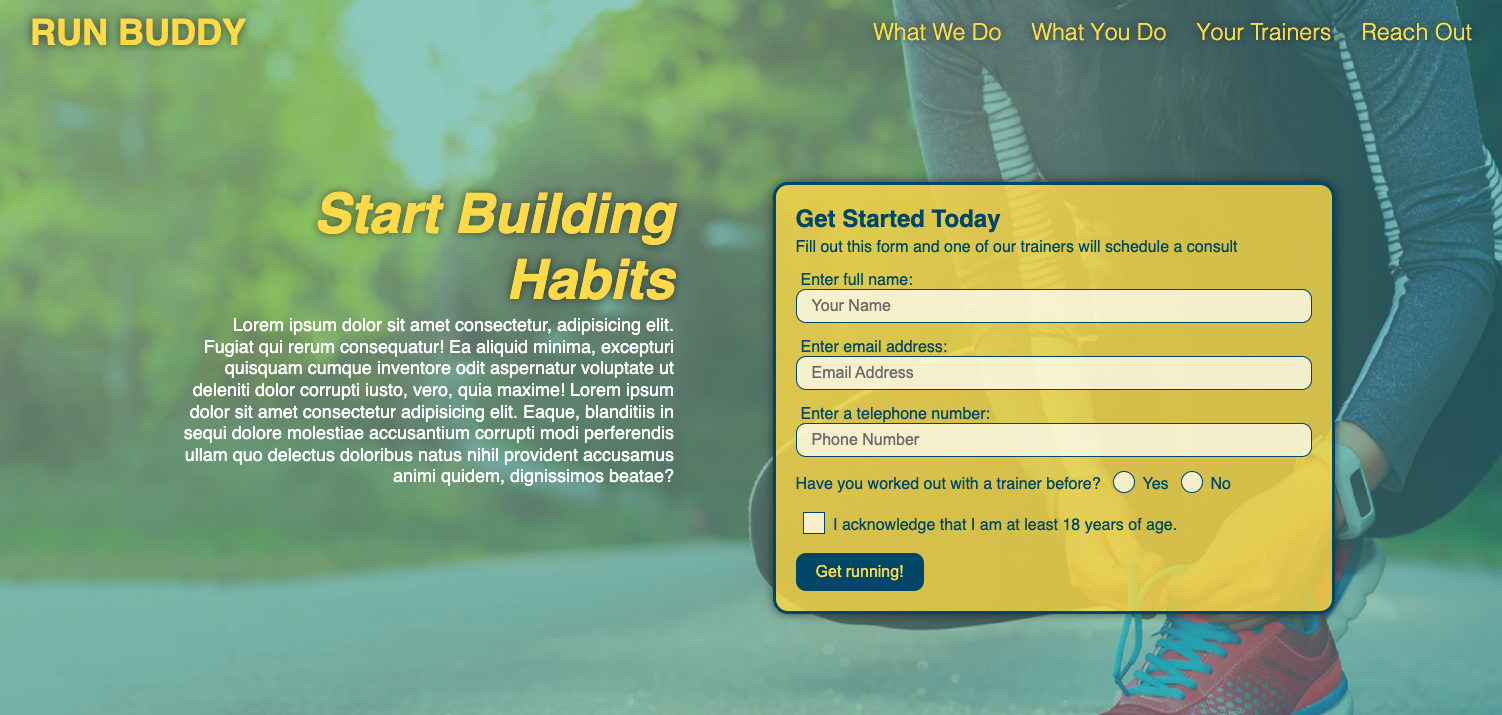 RUN BUDDY
What We Do What You Do Your Trainers Reach Out
Start Building
Habits
Lorem ipsum dolor sit amet consectetur, adipisicing elit.
Fugiat qui rerum consequatur! Ea aliquid minima, excepturi
quisquam cumque inventore odit aspernatur voluptate ut
deleniti dolor corrupti iusto, vero, quia maxime! Lorem ipsum
dolor sit amet consectetur adipisicing elit. Eaque, blanditiis in
sequi dolore molestiae accusantium corrupti modi perferendis
ullam quo delectus doloribus natus nihil provident accusamus
animi quidem, dignissimos beatae?
Get Started Today
Fill out this form and one of our trainers will schedule a consult
Enter full name:
Your Name
Enter email address:
Email Address
Enter a telephone number:
Phone Number
Have you worked out with a trainer before? Yes No
I acknowledge that I am at least 18 years of age.
Get running!